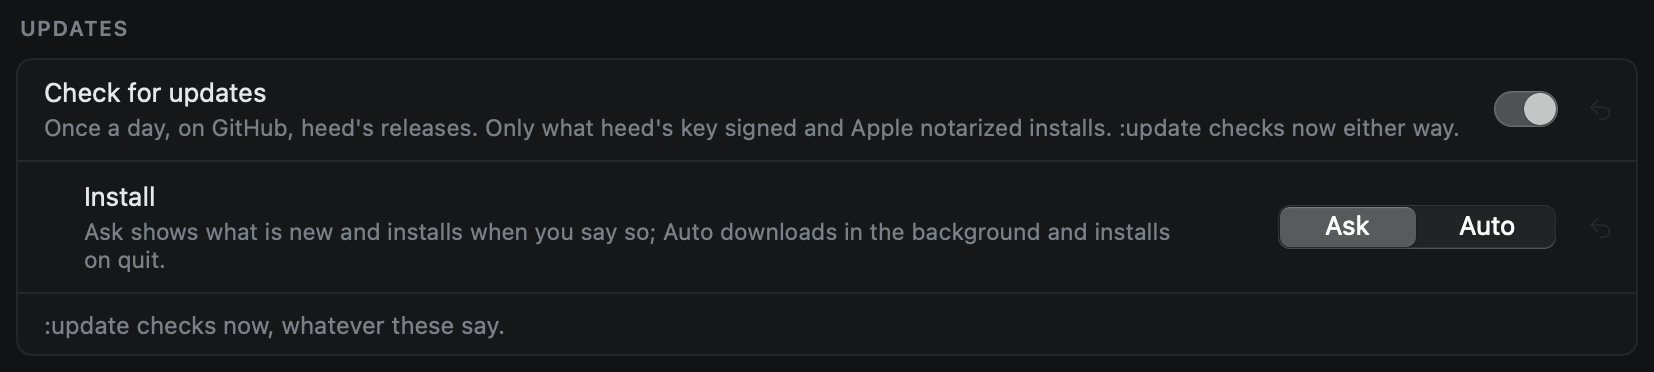 UPDATES
Check for updates
Once a day, on GitHub, heed's releases. Only what heed's key signed and Apple notarized installs. :update checks now either way.
Install
Ask shows what is new and installs when you say so; Auto downloads in the background and installs
on quit.
Ask
Auto
:update checks now, whatever these say.